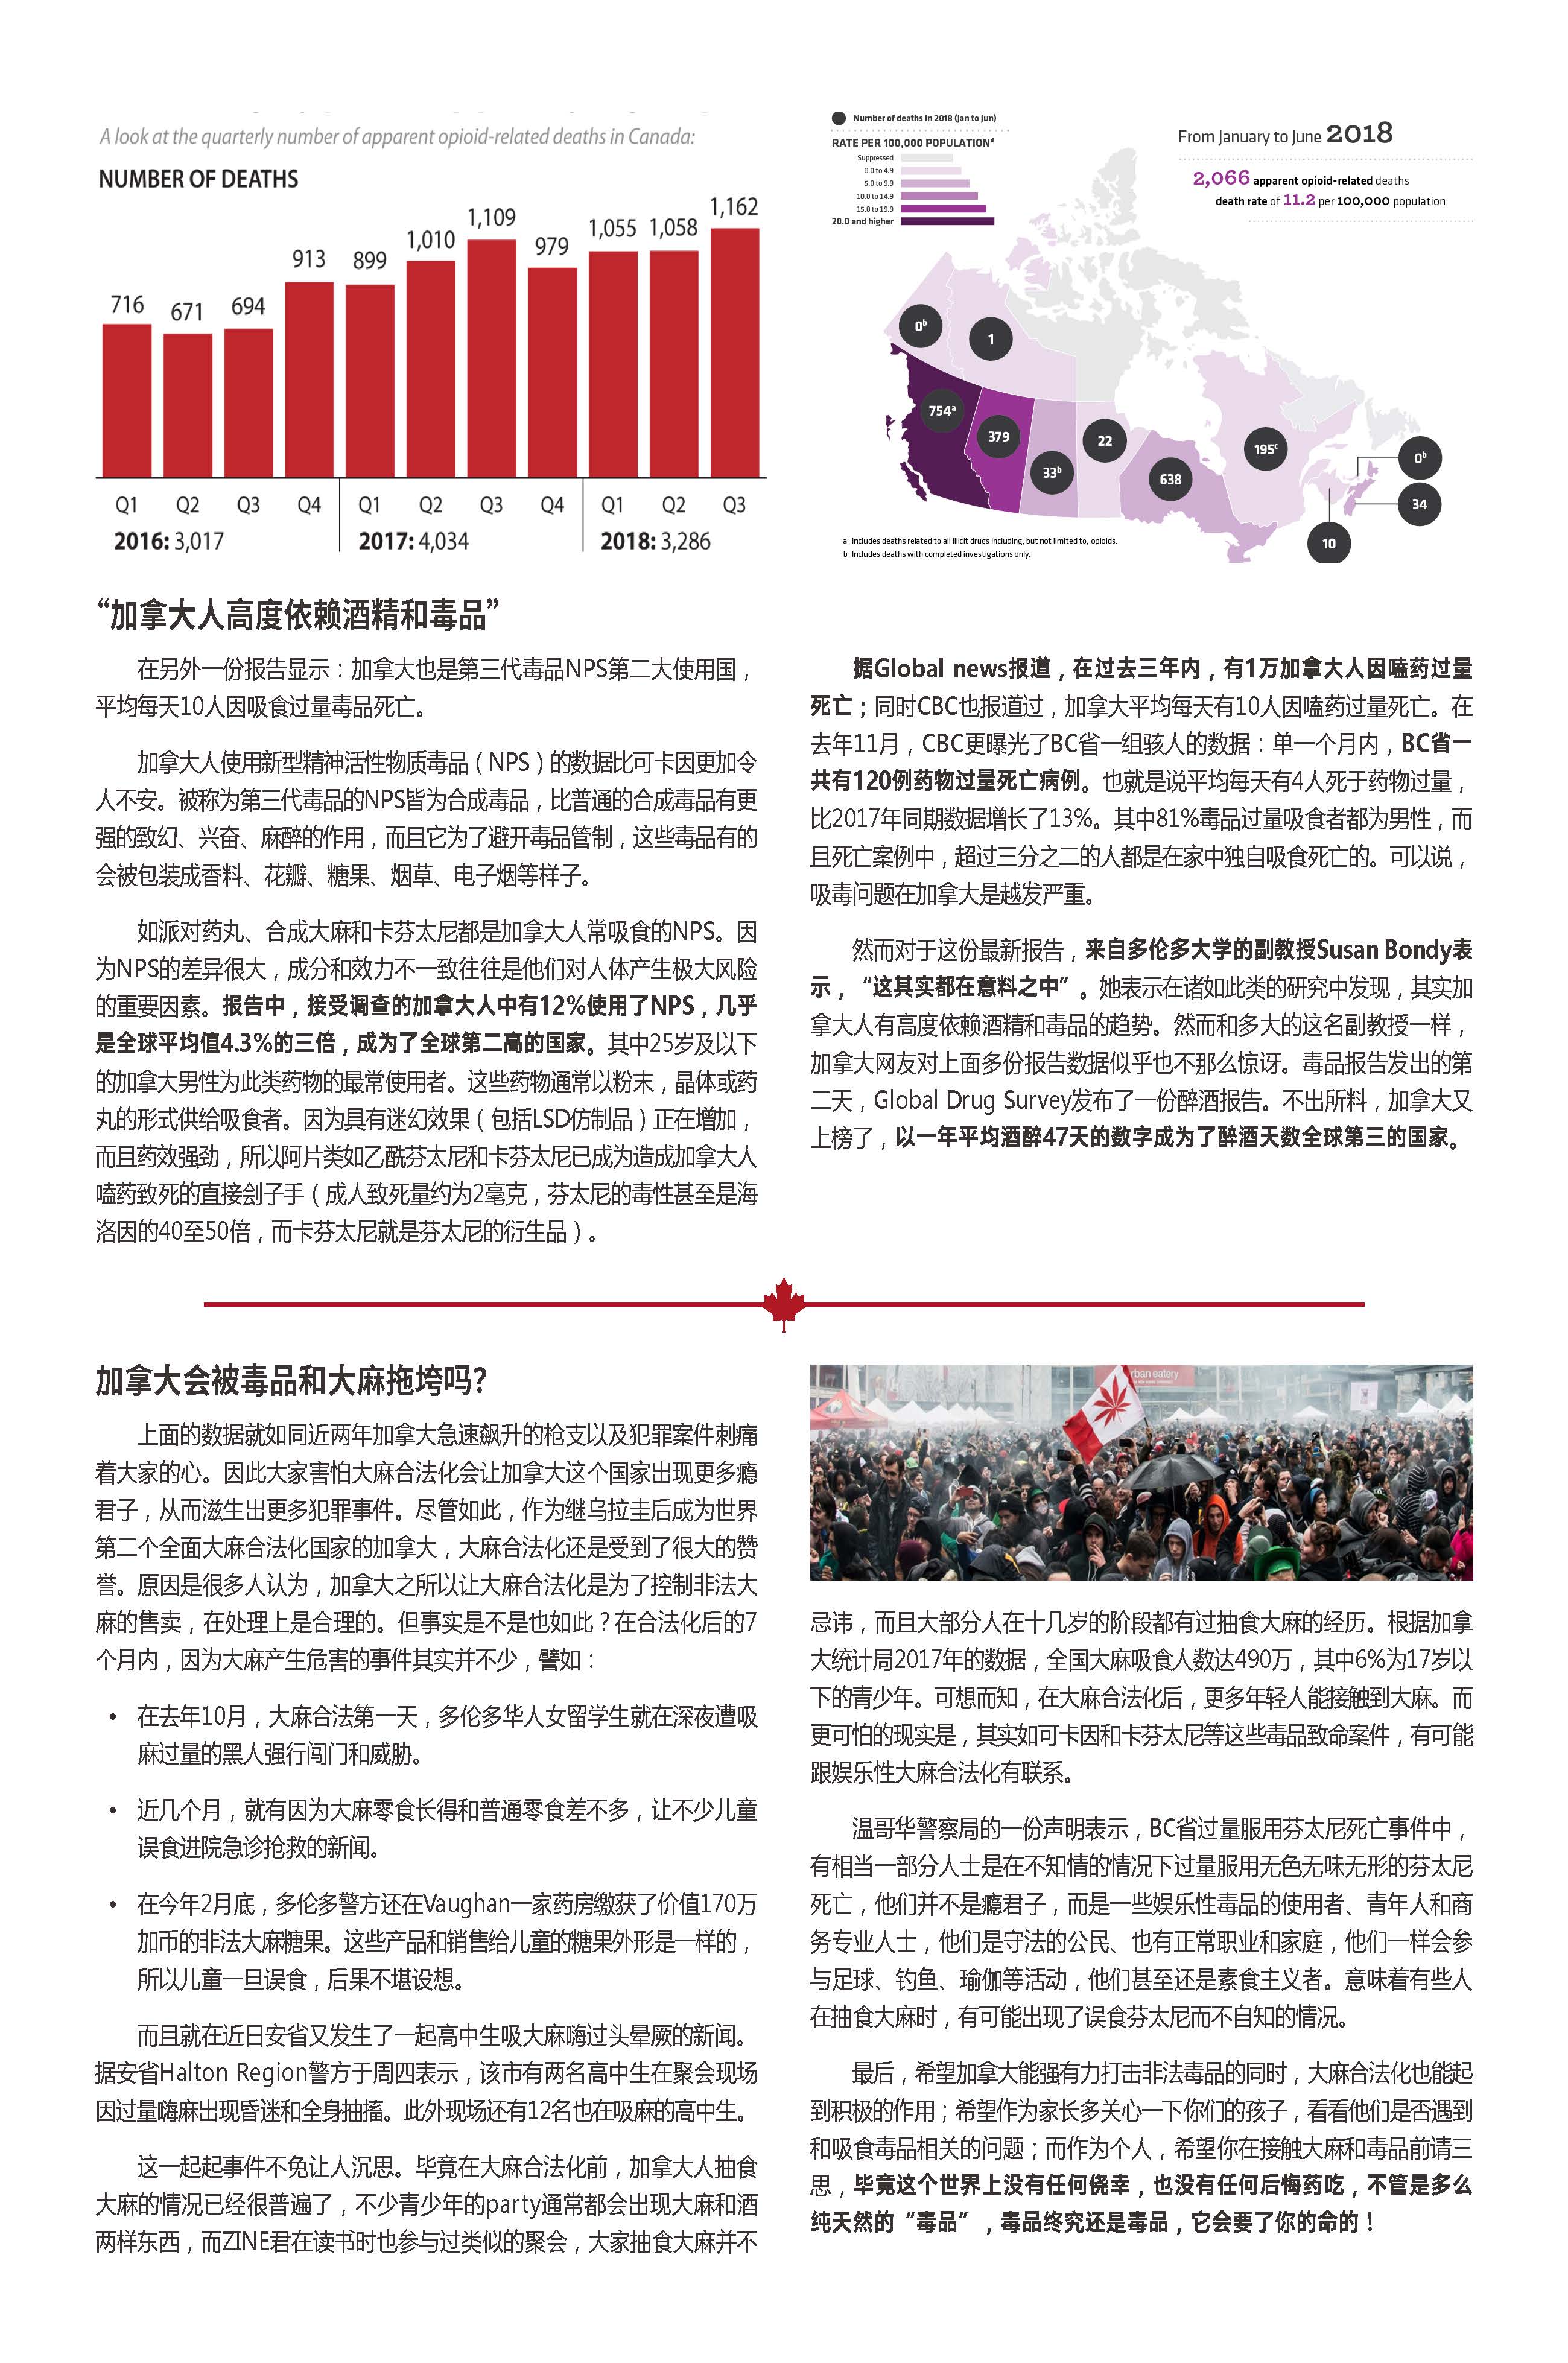 A look at the quarterly number of apparent opioid-related deaths in Canada:
NUMBER OF DEATHS
716
671
694
913
899
1,010
1,109
979
1,055
1,058
1,162
Q1 Q2 Q3 Q4 Q1 Q2 Q3 Q4 Q1 Q2 Q3
2016: 3,017 2017: 4,034 2018: 3,286
Number of deaths in 2018 (Jan to Jun)
RATE PER 100,000 POPULATIONd
Suppressed
0.0 to 4.9
5.0 to 9.9
10.0 to 14.9
15.0 to 19.9
20.0 and higher
From January to June 2018
2,066 apparent opioid-related deaths
death rate of 11.2 per 100,000 population
0b
1
754a
379
33b
22
638
195c
0b
34
10
a Includes deaths related to all illicit drugs including, but not limited to, opioids.
b Includes deaths with completed investigations only.
“加拿大人高度依赖酒精和毒品”
在另外一份报告显示：加拿大也是第三代毒品NPS第二大使用国，
平均每天10人因吸食过量毒品死亡。
加拿大人使用新型精神活性物质毒品（NPS）的数据比可卡因更加令
人不安。被称为第三代毒品的NPS皆为合成毒品，比普通的合成毒品有更
强的致幻、兴奋、麻醉的作用，而且它为了避开毒品管制，这些毒品有的
会被包装成香料、花瓣、糖果、烟草、电子烟等样子。
如派对药丸、合成大麻和卡芬太尼都是加拿大人常吸食的NPS。因
为NPS的差异很大，成分和效力不一致往往是他们对人体产生极大风险
的重要因素。报告中，接受调查的加拿大人中有12%使用了NPS，几乎
是全球平均值4.3%的三倍，成为了全球第二高的国家。其中25岁及以下
的加拿大男性为此类药物的最常使用者。这些药物通常以粉末，晶体或药
丸的形式供给吸食者。因为具有迷幻效果（包括LSD仿制品）正在增加，
而且药效强劲，所以阿片类如乙酰芬太尼和卡芬太尼已成为造成加拿大人
嗑药致死的直接刽子手（成人致死量约为2毫克，芬太尼的毒性甚至是海
洛因的40至50倍，而卡芬太尼就是芬太尼的衍生品）。
据Global news报道，在过去三年内，有1万加拿大人因嗑药过量
死亡；同时CBC也报道过，加拿大平均每天有10人因嗑药过量死亡。在
去年11月，CBC更曝光了BC省一组骇人的数据：单一个月内，BC省一
共有120例药物过量死亡病例。也就是说平均每天有4人死于药物过量，
比2017年同期数据增长了13%。其中81%毒品过量吸食者都为男性，而
且死亡案例中，超过三分之二的人都是在家中独自吸食死亡的。可以说，
吸毒问题在加拿大是越发严重。
然而对于这份最新报告，来自多伦多大学的副教授Susan Bondy表
示，“这其实都在意料之中”。她表示在诸如此类的研究中发现，其实加
拿大人有高度依赖酒精和毒品的趋势。然而和多大的这名副教授一样，
加拿大网友对上面多份报告数据似乎也不那么惊讶。毒品报告发出的第
二天，Global Drug Survey发布了一份醉酒报告。不出所料，加拿大又
上榜了，以一年平均酒醉47天的数字成为了醉酒天数全球第三的国家。
加拿大会被毒品和大麻拖垮吗?
上面的数据就如同近两年加拿大急速飙升的枪支以及犯罪案件刺痛
着大家的心。因此大家害怕大麻合法化会让加拿大这个国家出现更多瘾
君子，从而滋生出更多犯罪事件。尽管如此，作为继乌拉圭后成为世界
第二个全面大麻合法化国家的加拿大，大麻合法化还是受到了很大的赞
誉。原因是很多人认为，加拿大之所以让大麻合法化是为了控制非法大
麻的售卖，在处理上是合理的。但事实是不是也如此？在合法化后的7
个月内，因为大麻产生危害的事件其实并不少，譬如：
• 在去年10月，大麻合法第一天，多伦多华人女留学生就在深夜遭吸
麻过量的黑人强行闯门和威胁。
• 近几个月，就有因为大麻零食长得和普通零食差不多，让不少儿童
误食进院急诊抢救的新闻。
• 在今年2月底，多伦多警方还在Vaughan一家药房缴获了价值170万
加币的非法大麻糖果。这些产品和销售给儿童的糖果外形是一样的，
所以儿童一旦误食，后果不堪设想。
而且就在近日安省又发生了一起高中生吸大麻嗨过头晕厥的新闻。
据安省Halton Region警方于周四表示，该市有两名高中生在聚会现场
因过量嗨麻出现昏迷和全身抽搐。此外现场还有12名也在吸麻的高中生。
这一起起事件不免让人沉思。毕竟在大麻合法化前，加拿大人抽食
大麻的情况已经很普遍了，不少青少年的party通常都会出现大麻和酒
两样东西，而ZINE君在读书时也参与过类似的聚会，大家抽食大麻并不
rban eatery
忌讳，而且大部分人在十几岁的阶段都有过抽食大麻的经历。根据加拿
大统计局2017年的数据，全国大麻吸食人数达490万，其中6%为17岁以
下的青少年。可想而知，在大麻合法化后，更多年轻人能接触到大麻。而
更可怕的现实是，其实如可卡因和卡芬太尼等这些毒品致命案件，有可能
跟娱乐性大麻合法化有联系。
温哥华警察局的一份声明表示，BC省过量服用芬太尼死亡事件中，
有相当一部分人士是在不知情的情况下过量服用无色无味无形的芬太尼
死亡，他们并不是瘾君子，而是一些娱乐性毒品的使用者、青年人和商
务专业人士，他们是守法的公民、也有正常职业和家庭，他们一样会参
与足球、钓鱼、瑜伽等活动，他们甚至还是素食主义者。意味着有些人
在抽食大麻时，有可能出现了误食芬太尼而不自知的情况。
最后，希望加拿大能强有力打击非法毒品的同时，大麻合法化也能起
到积极的作用；希望作为家长多关心一下你们的孩子，看看他们是否遇到
和吸食毒品相关的问题；而作为个人，希望你在接触大麻和毒品前请三
思，毕竟这个世界上没有任何侥幸，也没有任何后悔药吃，不管是多么
纯天然的“毒品”，毒品终究还是毒品，它会要了你的命的！